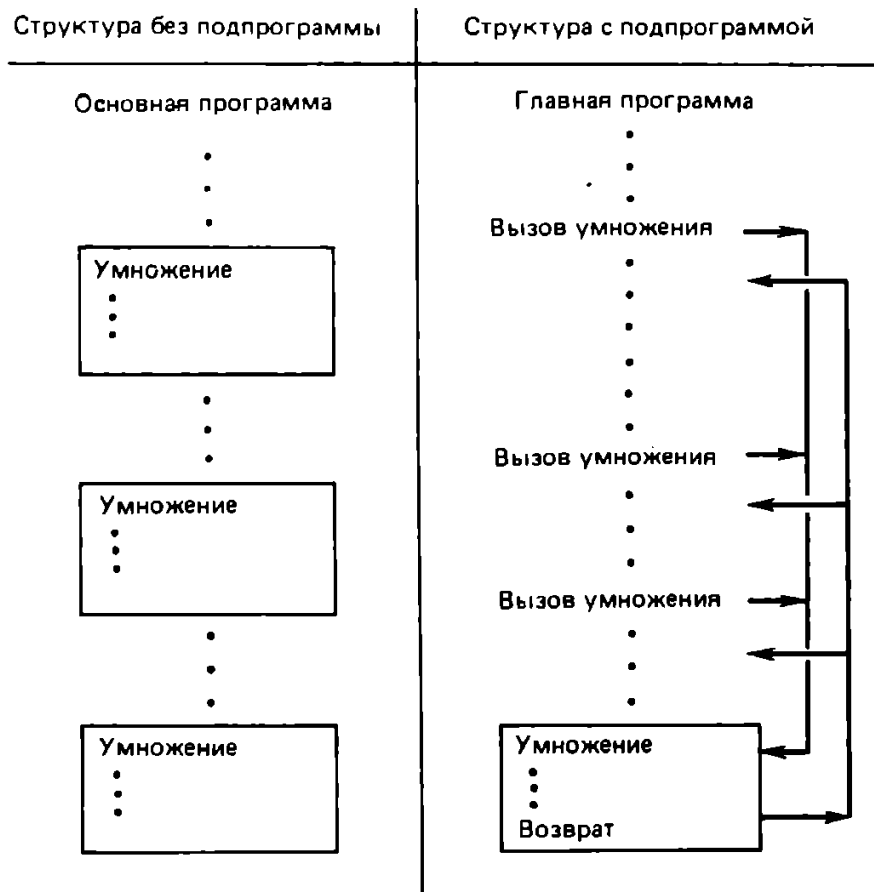 Структура без подпрограммы
Основная программа
Умножение
Умножение
Умножение
Структура с подпрограммой
Главная программа
Вызов умножения
Вызов умножения
Вызов умножения
Умножение
Возврат